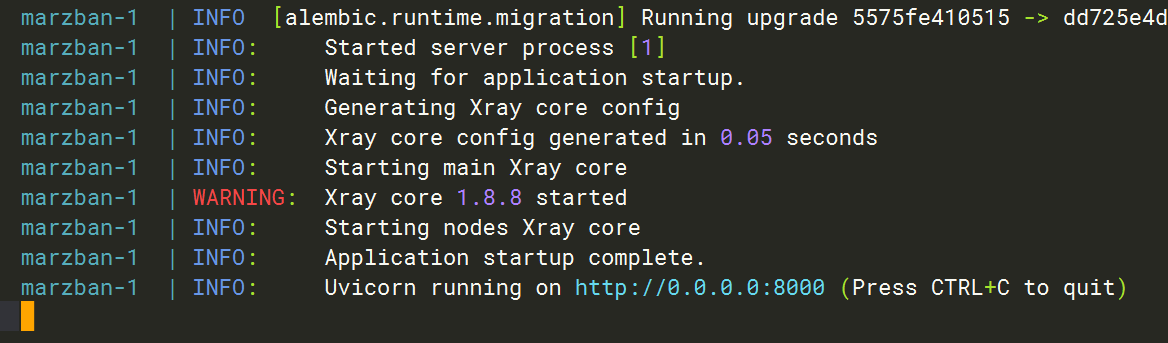 marzban-1 | INFO [alembic.runtime.migration] Running upgrade 5575fe410515 -> dd725e4d
marzban-1 | INFO: Started server process [1]
marzban-1 | INFO: Waiting for application startup.
marzban-1 | INFO: Generating Xray core config
marzban-1 | INFO: Xray core config generated in 0.05 seconds
marzban-1 | INFO: Starting main Xray core
marzban-1 | WARNING: Xray core 1.8.8 started
marzban-1 | INFO: Starting nodes Xray core
marzban-1 | INFO: Application startup complete.
marzban-1 | INFO: Uvicorn running on http://0.0.0.0:8000 (Press CTRL+C to quit)